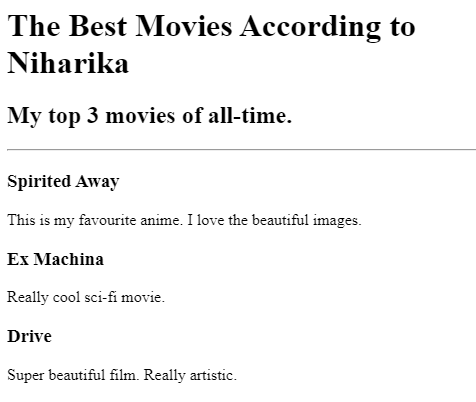 The Best Movies According to
Niharika
My top 3 movies of all-time.
Spirited Away
This is my favourite anime. I love the beautiful images.
Ex Machina
Really cool sci-fi movie.
Drive
Super beautiful film. Really artistic.